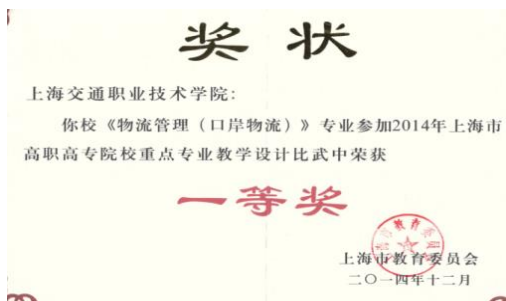 奖 状
上海交通职业技术学院：
你校《物流管理（口岸物流）》专业参加2014年上海市
高职高专院校重点专业教学设计比武中荣获
一等奖
上海市教育委员会
二〇一四年十二月